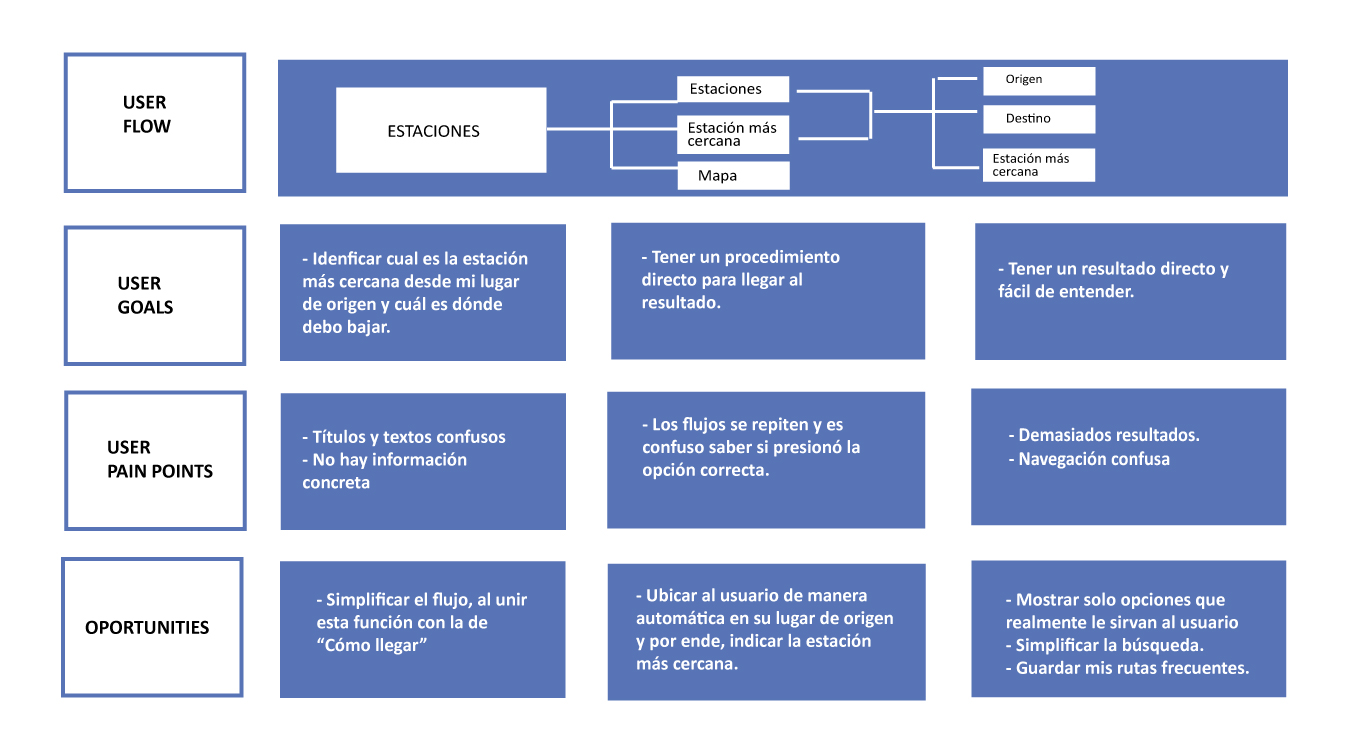 USER
FLOW
ESTACIONES
Estaciones
Estación más
cercana
Mapa
Origen
Destino
Estación más
cercana
USER
GOALS
- Idenficar cual es la estación
más cercana desde mi lugar
de origen y cuál es dónde
debo bajar.
- Tener un procedimiento
directo para llegar al
resultado.
- Tener un resultado directo y
fácil de entender.
USER
PAIN POINTS
- Títulos y textos confusos
- No hay información
concreta
- Los flujos se repiten y es
confuso saber si presionó la
opción correcta.
- Demasiados resultados.
- Navegación confusa
OPORTUNITIES
- Simplificar el flujo, al unir
esta función con la de
“Cómo llegar”
- Ubicar al usuario de manera
automática en su lugar de origen
y por ende, indicar la estación
más cercana.
- Mostrar solo opciones que
realmente le sirvan al usuario
- Simplificar la búsqueda.
- Guardar mis rutas frecuentes.